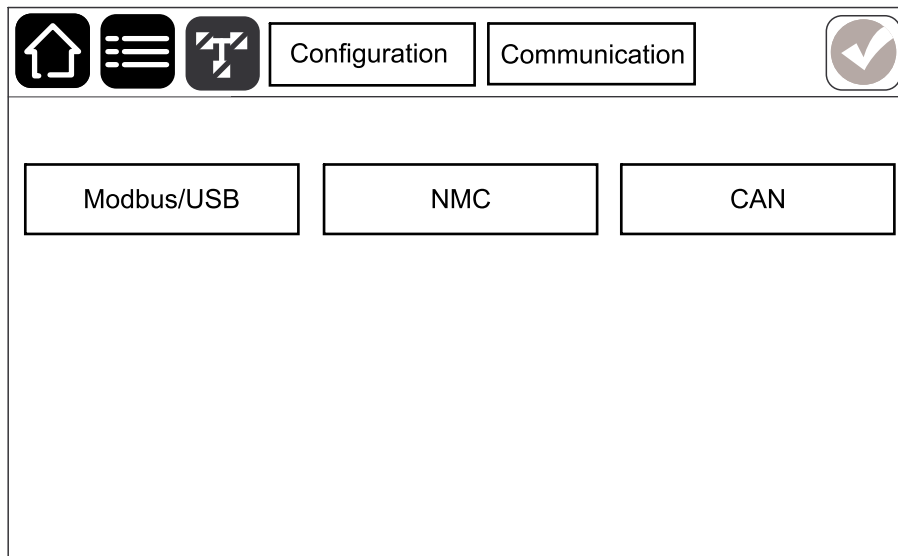 Configuration
Communication
Modbus/USB
NMC
CAN